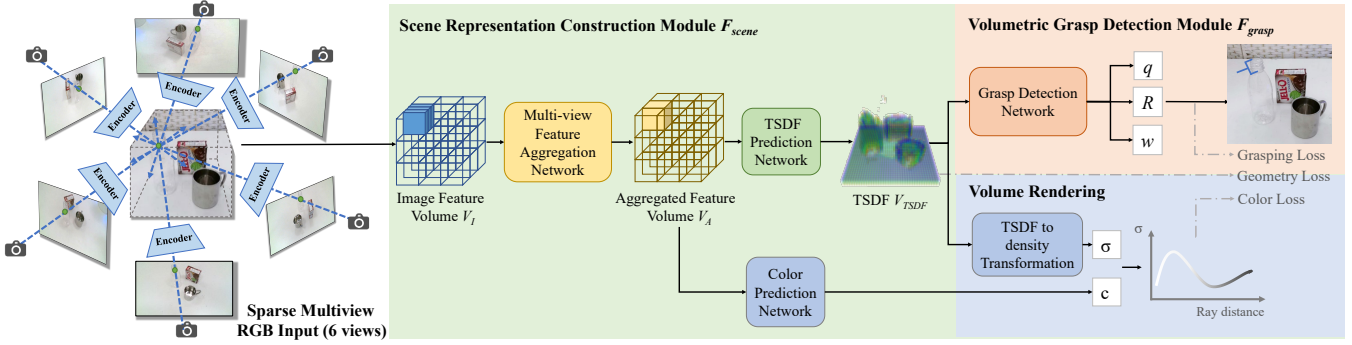 Encoder
Encoder
Encoder
Encoder
Encoder
Encoder
Sparse Multiview
RGB Input (6 views)
Scene Representation Construction Module F_scene
Image Feature
Volume V_I
Multi-view
Feature
Aggregation
Network
Aggregated Feature
Volume V_A
TSDF
Prediction
Network
TSDF V_TSDF
Color
Prediction
Network
Volumetric Grasp Detection Module F_grasp
Grasp Detection
Network
q
R
w
JELL-O
Grasping Loss
Geometry Loss
Volume Rendering
Color Loss
TSDF to
density
Transformation
σ
c
σ
Ray distance